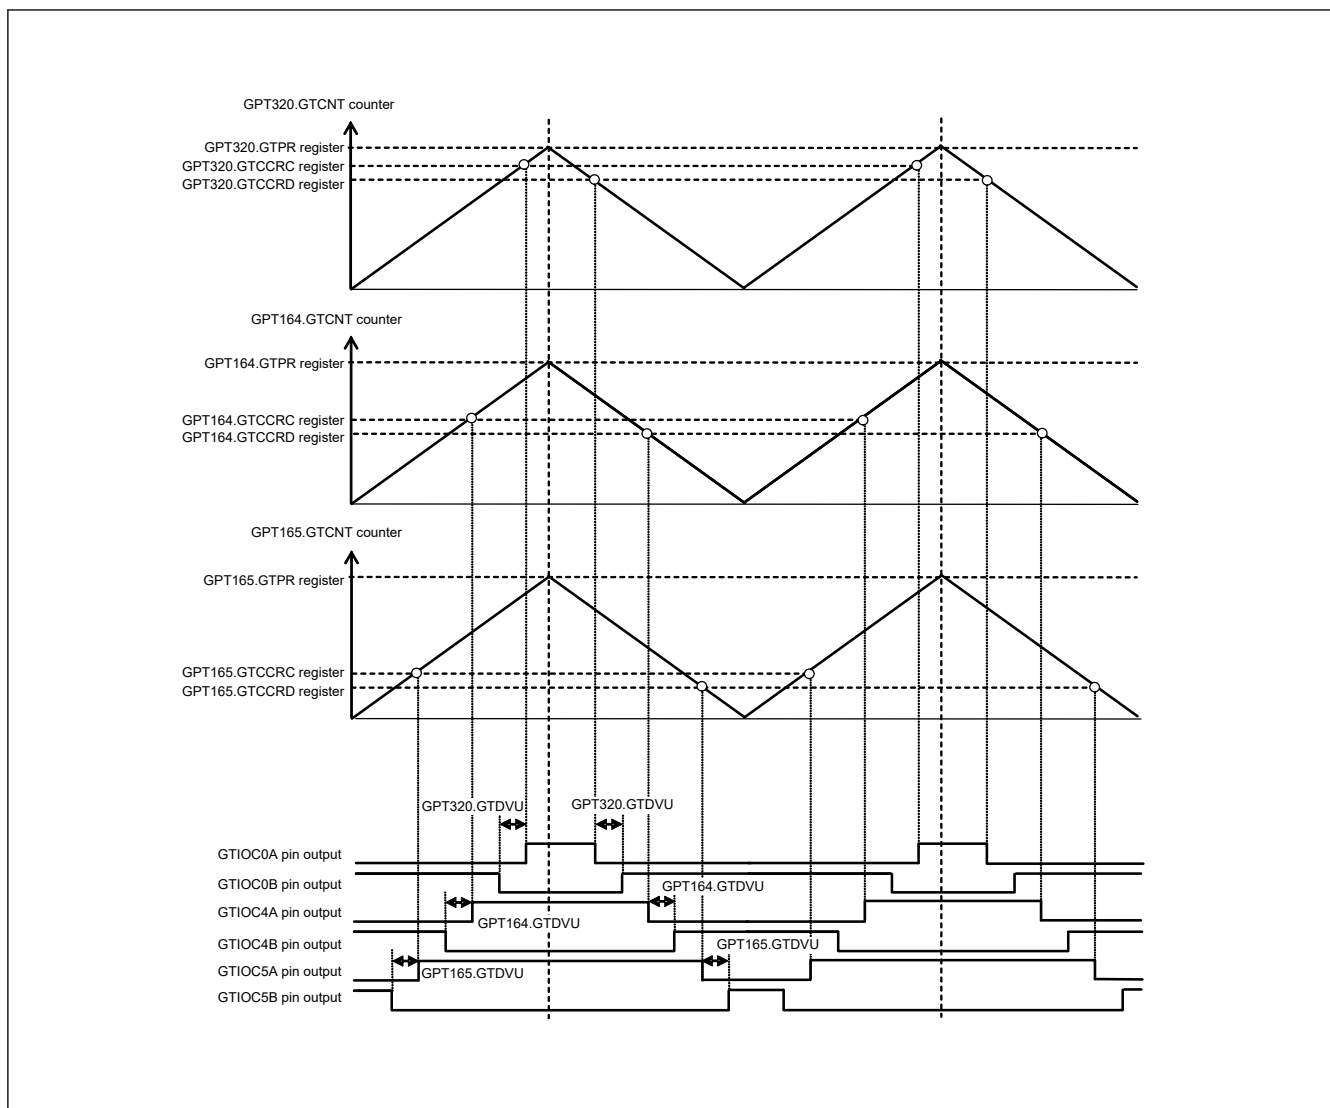 GPT320.GTCNT counter
GPT320.GTPR register
GPT320.GTCCRC register
GPT320.GTCCRD register
GPT164.GTCNT counter
GPT164.GTPR register
GPT164.GTCCRC register
GPT164.GTCCRD register
GPT165.GTCNT counter
GPT165.GTPR register
GPT165.GTCCRC register
GPT165.GTCCRD register
GPT320.GTDVU GPT320.GTDVU
GTIOC0A pin output
GTIOC0B pin output
GPT164.GTDVU
GTIOC4A pin output
GPT164.GTDVU
GTIOC4B pin output
GPT165.GTDVU
GTIOC5A pin output
GPT165.GTDVU
GTIOC5B pin output